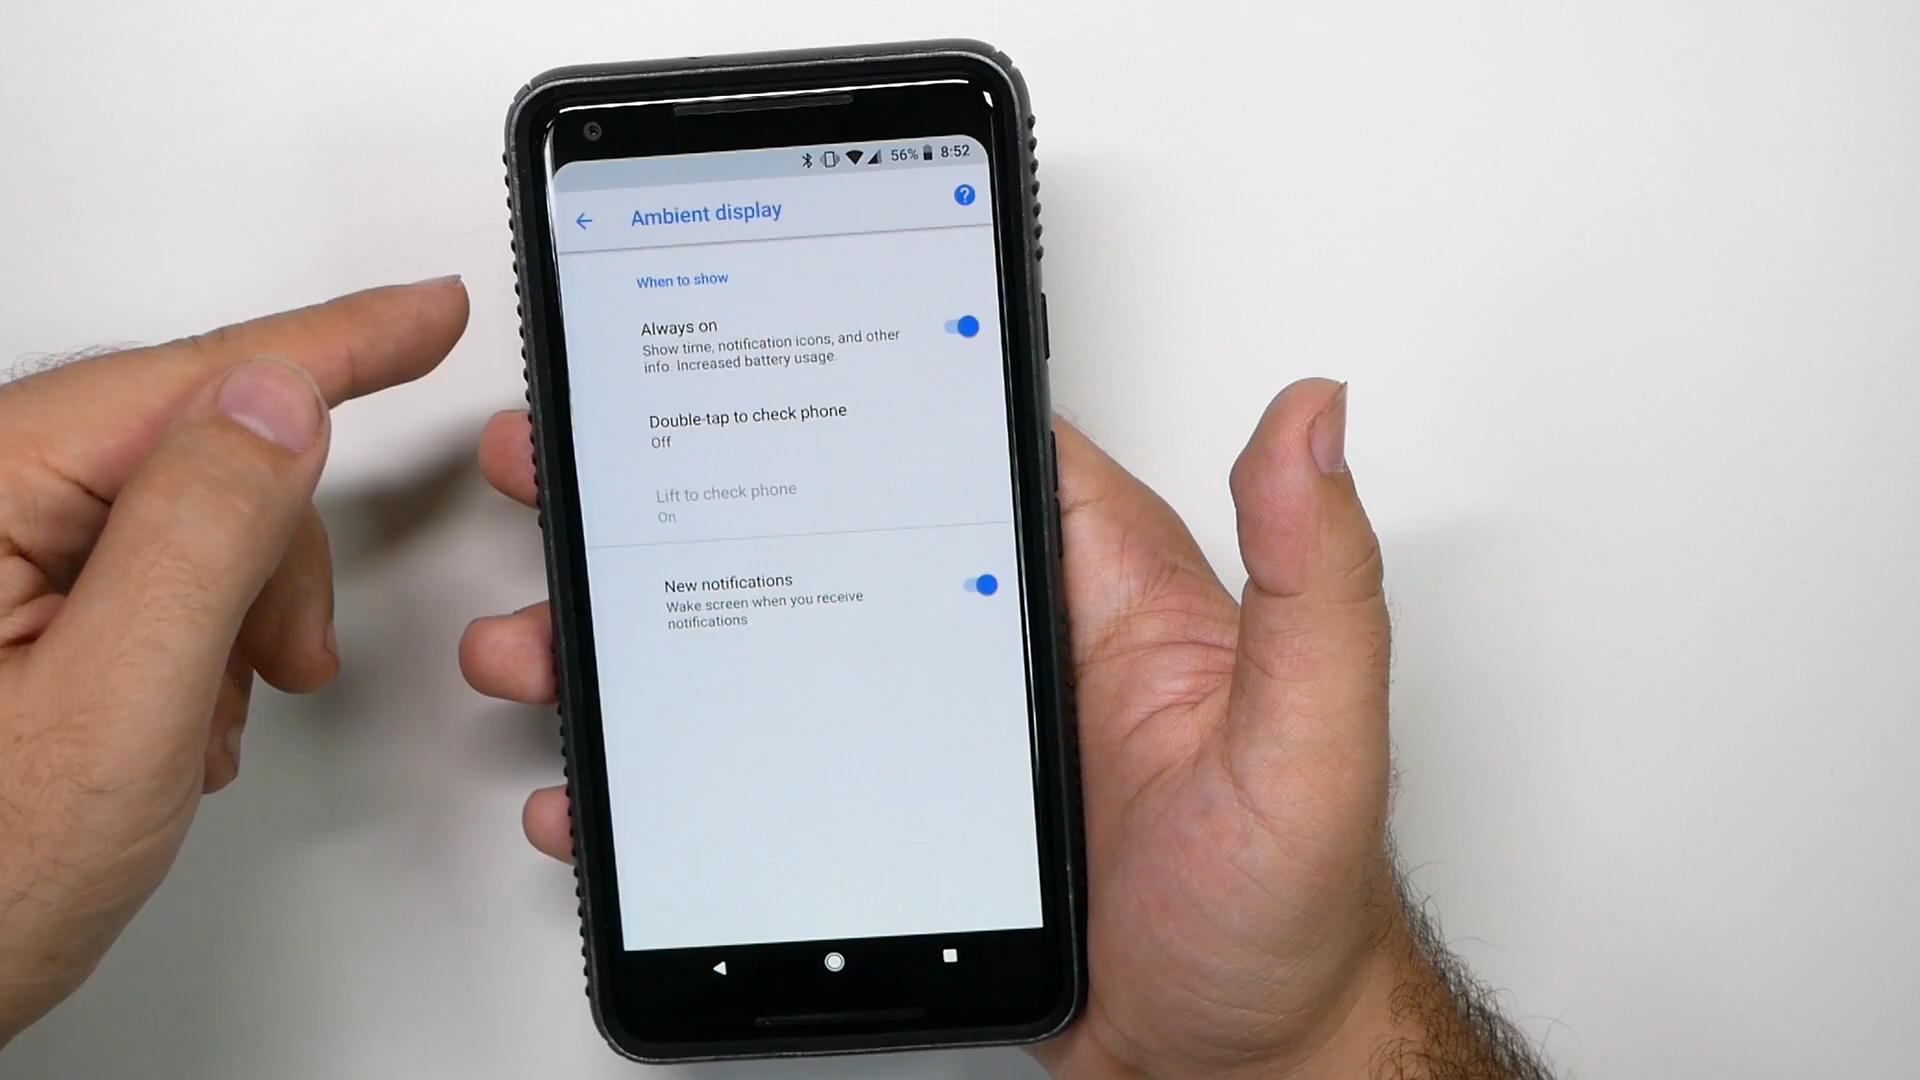 56% 8:52
Ambient display
When to show
Always on
Show time, notification icons, and other
info. Increased battery usage.
Double-tap to check phone
Off
Lift to check phone
On
New notifications
Wake screen when you receive
notifications